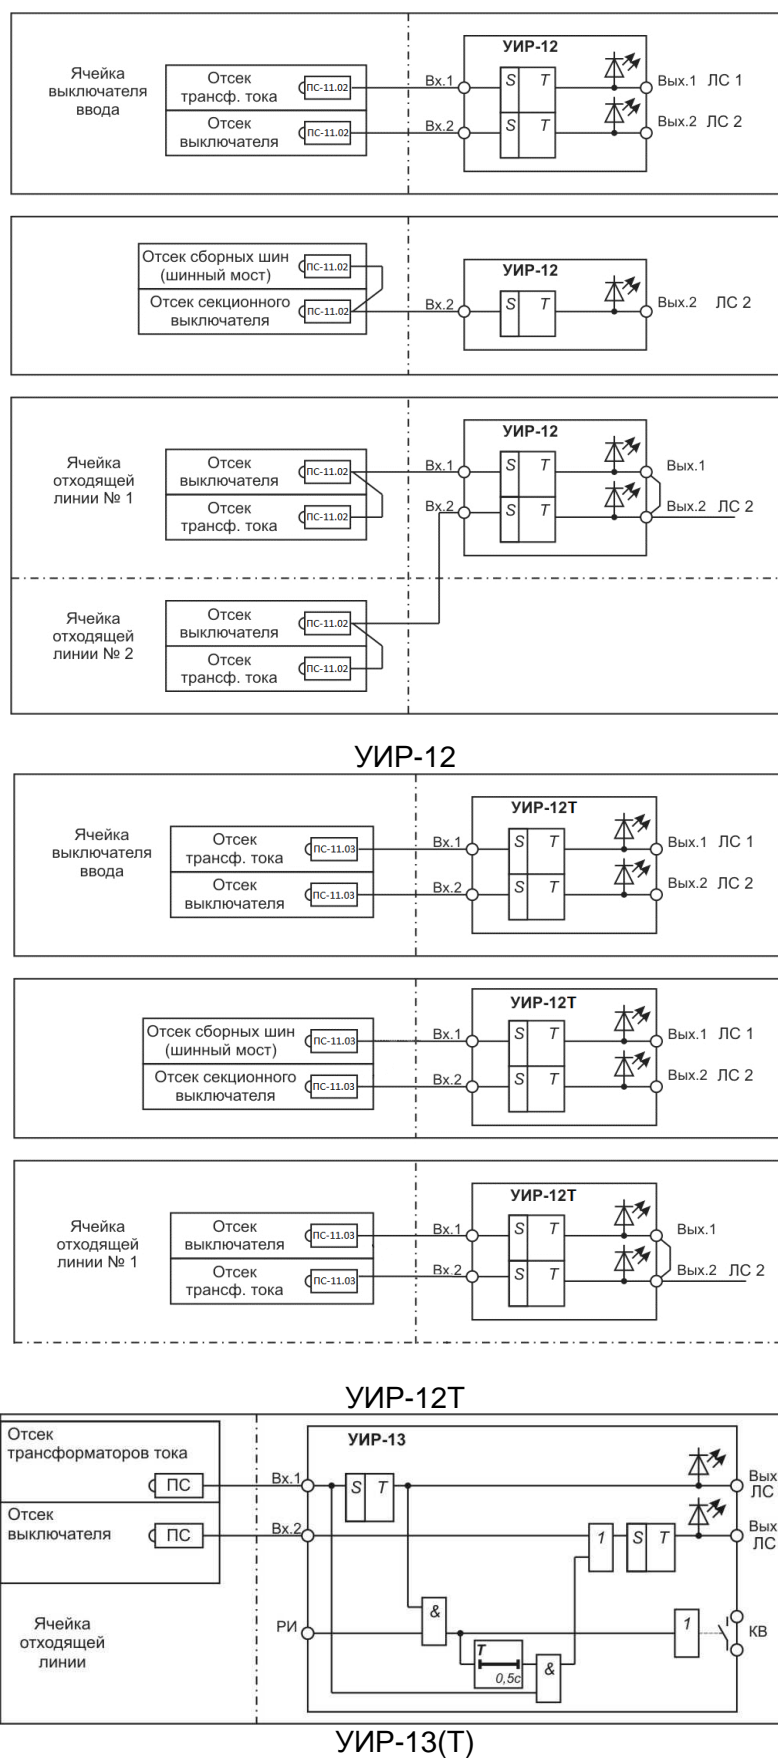 УИР-12
Ячейка
выключателя
ввода
Отсек
трансф. тока
ПС-11.02
Вх.1
S
T
Вых.1 ЛС 1
Отсек
выключателя
ПС-11.02
Вх.2
S
T
Вых.2 ЛС 2
УИР-12
Отсек сборных шин
(шинный мост)
ПС-11.02
Отсек секционного
выключателя
ПС-11.02
Вх.2
S
T
Вых.2 ЛС 2
УИР-12
Ячейка
отходящей
линии № 1
Отсек
выключателя
ПС-11.02
Вх.1
S
T
Вых.1
Отсек
трансф. тока
ПС-11.02
Вх.2
S
T
Вых.2 ЛС 2
Ячейка
отходящей
линии № 2
Отсек
выключателя
ПС-11.02
Отсек
трансф. тока
ПС-11.02
УИР-12
УИР-12Т
Ячейка
выключателя
ввода
Отсек
трансф. тока
ПС-11.03
Вх.1
S
T
Вых.1 ЛС 1
Отсек
выключателя
ПС-11.03
Вх.2
S
T
Вых.2 ЛС 2
УИР-12Т
Отсек сборных шин
(шинный мост)
ПС-11.03
Вх.1
S
T
Вых.1 ЛС 1
Отсек секционного
выключателя
ПС-11.03
Вх.2
S
T
Вых.2 ЛС 2
УИР-12Т
Ячейка
отходящей
линии № 1
Отсек
выключателя
ПС-11.03
Вх.1
S
T
Вых.1
Отсек
трансф. тока
ПС-11.03
Вх.2
S
T
Вых.2 ЛС 2
УИР-12Т
Отсек
трансформаторов тока
ПС
УИР-13
Вх.1
S
T
Вых
ЛС
Отсек
выключателя
ПС
Вх.2
1
S
T
Вых
ЛС
Ячейка
отходящей
линии
РИ
&
T
0,5с
&
1
КВ
УИР-13(Т)